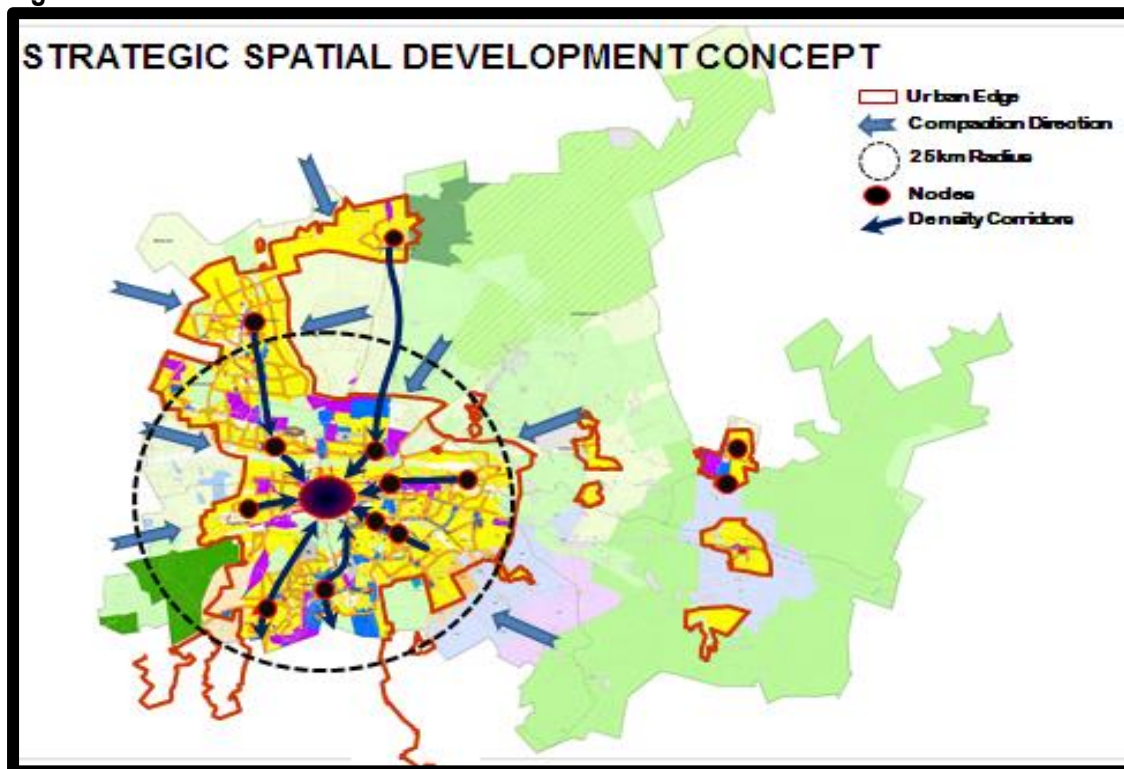 STRATEGIC SPATIAL DEVELOPMENT CONCEPT
Urban Edge
Compaction Direction
25km Radius
Nodes
Density Corridors